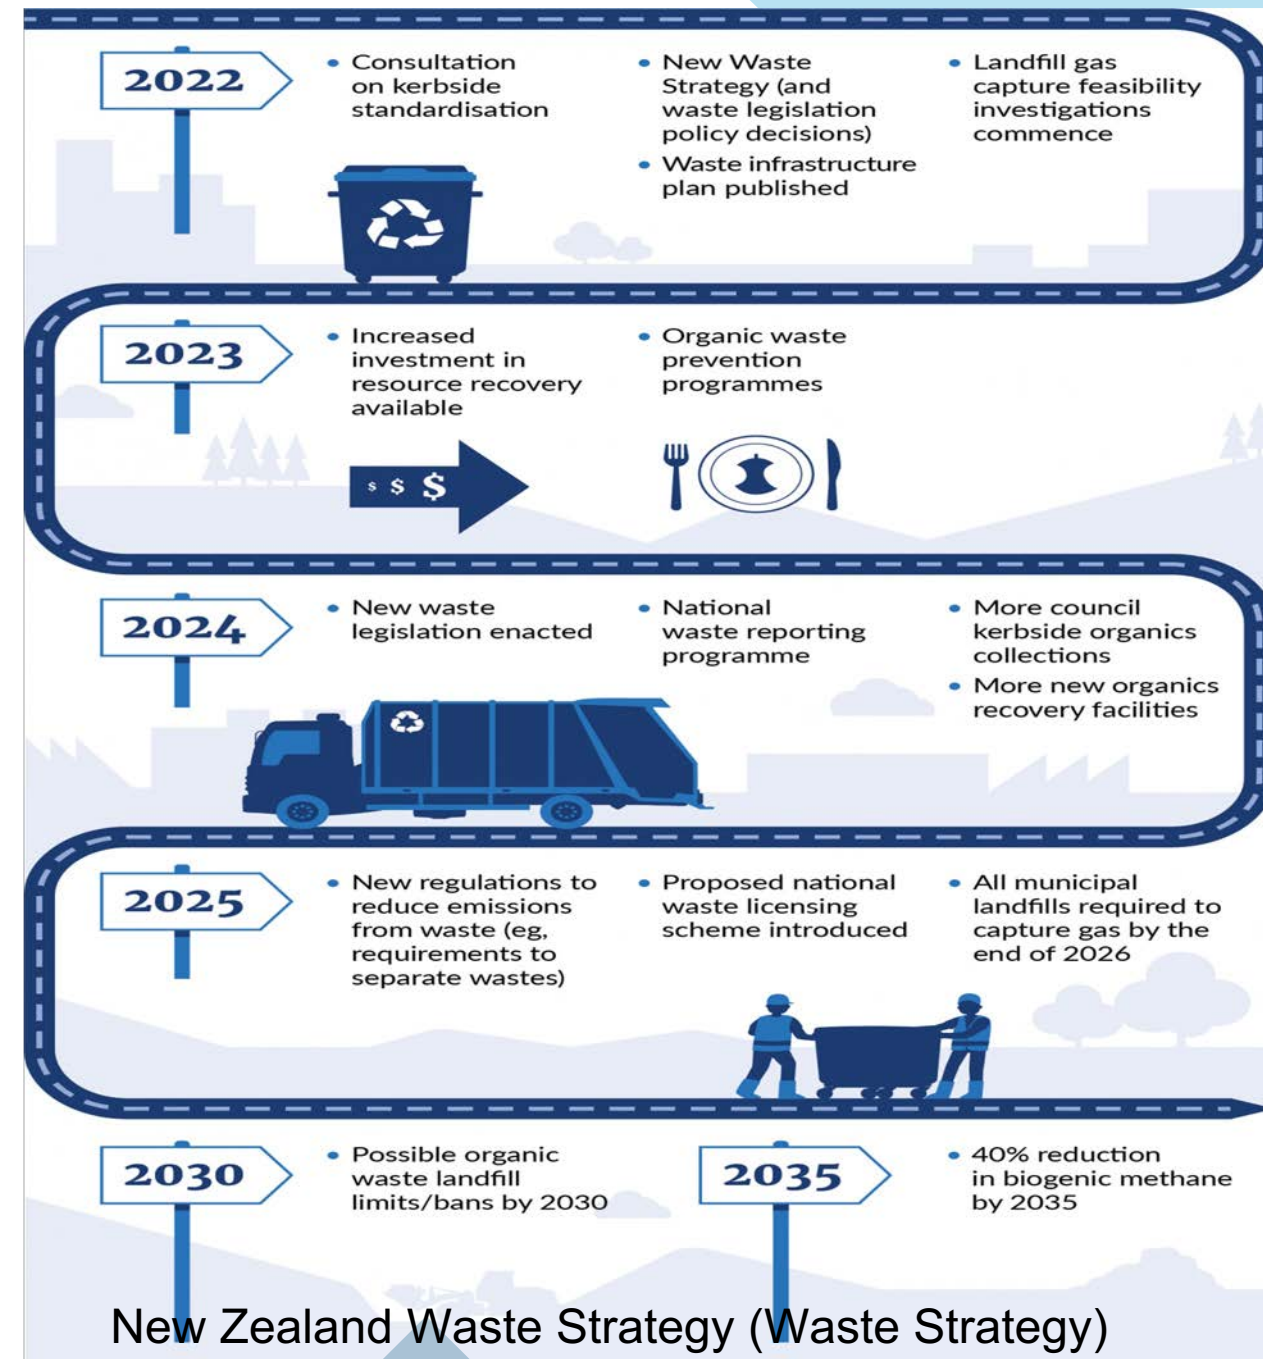 2022
• Consultation
on kerbside
standardisation
• New Waste
Strategy (and
waste legislation
policy decisions)
• Waste infrastructure
plan published
• Landfill gas
capture feasibility
investigations
commence
2023
• Increased
investment in
resource recovery
available
$ $ $
• Organic waste
prevention
programmes
2024
• New waste
legislation enacted
• National
waste reporting
programme
• More council
kerbside organics
collections
• More new organics
recovery facilities
2025
• New regulations to
reduce emissions
from waste (eg,
requirements to
separate wastes)
• Proposed national
waste licensing
scheme introduced
• All municipal
landfills required to
capture gas by the
end of 2026
2030
• Possible organic
waste landfill
limits/bans by 2030
2035
• 40% reduction
in biogenic methane
by 2035
New Zealand Waste Strategy (Waste Strategy)